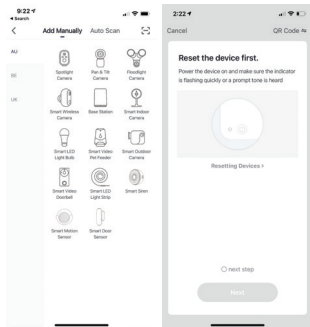 9:22
Search
Add Manually Auto Scan
AU
BE
UK
Spotlight Camera
Pan & Tilt Camera
Floodlight Camera
Smart Wireless Camera
Base Station
Smart Indoor Camera
Smart LED Light Bulb
Smart Video Pet Feeder
Smart Outdoor Camera
Smart Video Doorbell
Smart LED Light Strip
Smart Siren
Smart Motion Sensor
Smart Door Sensor
2:22
Cancel QR Code
Reset the device first.
Power the device on and make sure the indicator
is flashing quickly or a prompt tone is heard
Resetting Devices >
next step
Next